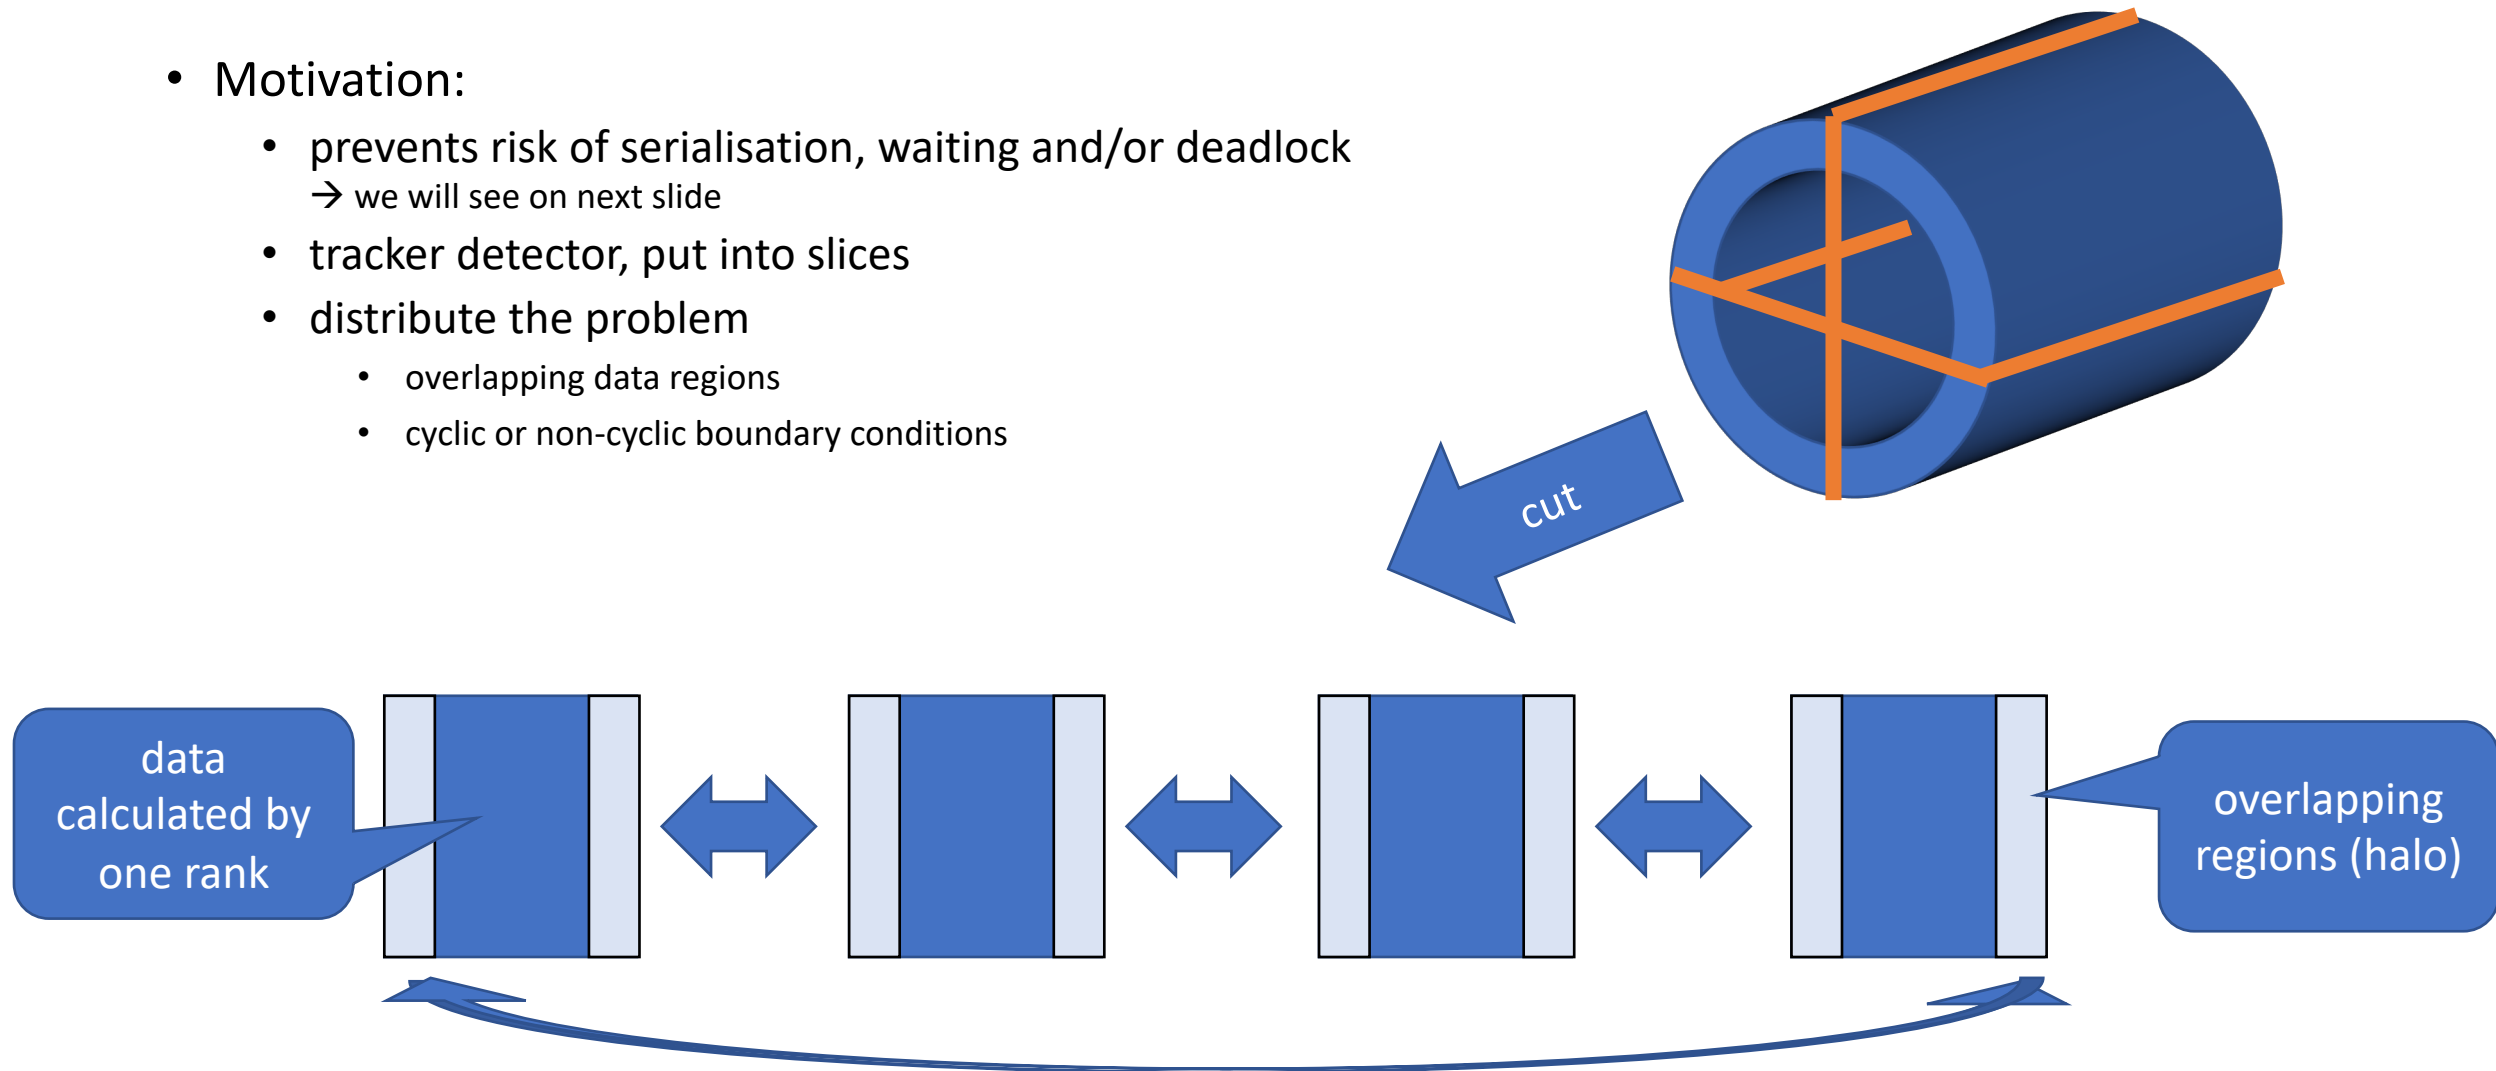 • Motivation:
• prevents risk of serialisation, waiting and/or deadlock
→ we will see on next slide
• tracker detector, put into slices
• distribute the problem
• overlapping data regions
• cyclic or non-cyclic boundary conditions
cut
data
calculated by
one rank
overlapping
regions (halo)